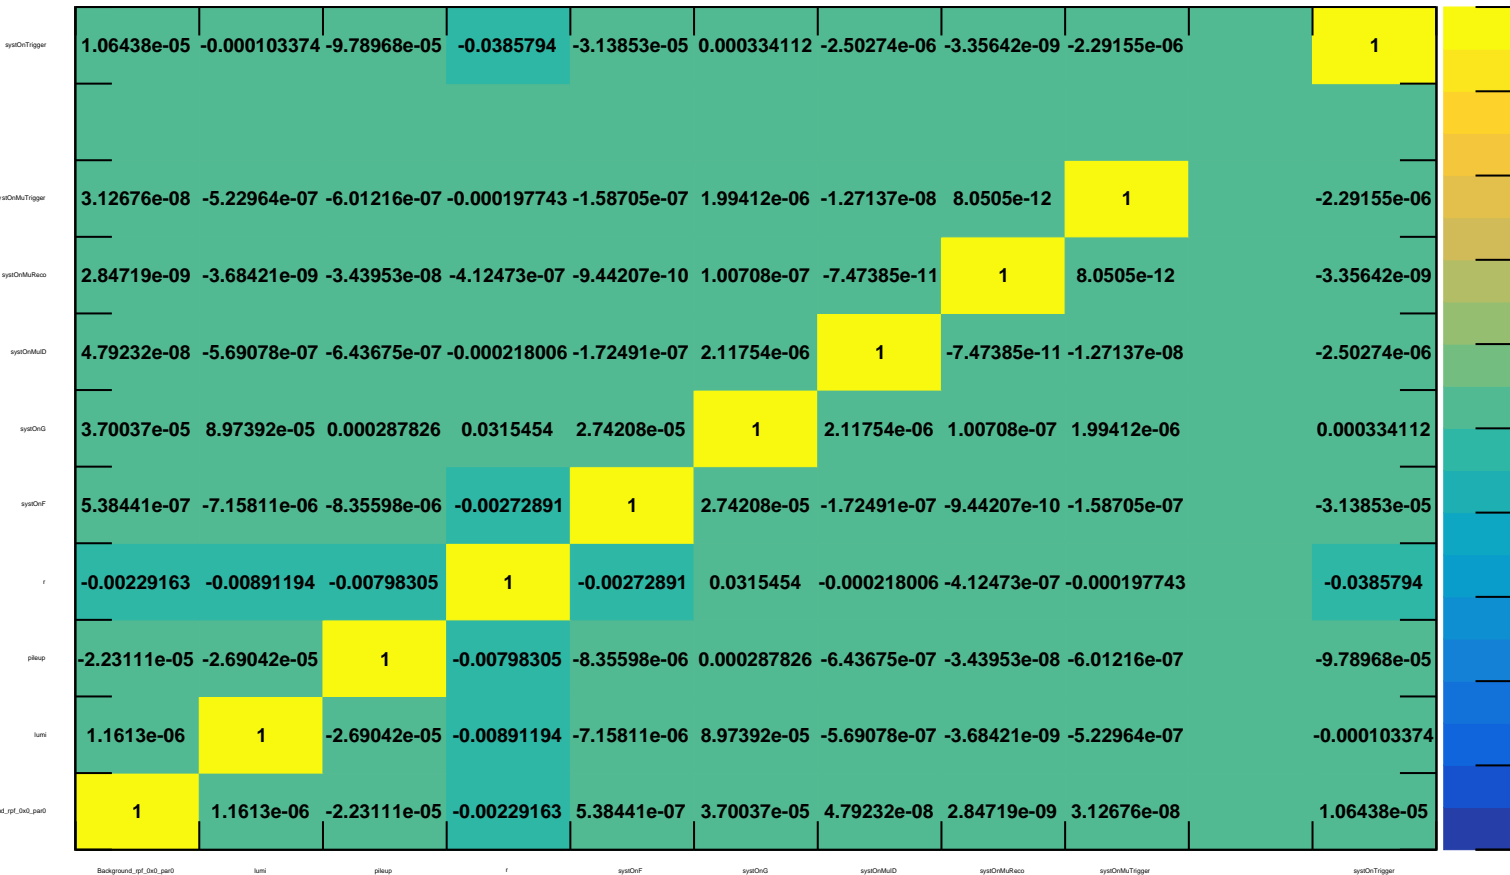 systOnTrigger 1.06438e-05 -0.000103374 -9.78968e-05 -0.0385794 -3.13853e-05 0.000334112 -2.50274e-06 -3.35642e-09 -2.29155e-06 1
stOnMuTrigger 3.12676e-08 -5.22964e-07 -6.01216e-07 -0.000197743 -1.58705e-07 1.99412e-06 -1.27137e-08 8.0505e-12 1 -2.29155e-06
systOnMuReco 2.84719e-09 -3.68421e-09 -3.43953e-08 -4.12473e-07 -9.44207e-10 1.00708e-07 -7.47385e-11 1 8.0505e-12 -3.35642e-09
systOnMuID 4.79232e-08 -5.69078e-07 -6.43675e-07 -0.000218006 -1.72491e-07 2.11754e-06 1 -7.47385e-11 -1.27137e-08 -2.50274e-06
systOnG 3.70037e-05 8.97392e-05 0.000287826 0.0315454 2.74208e-05 1 2.11754e-06 1.00708e-07 1.99412e-06 0.000334112
systOnF 5.38441e-07 -7.15811e-06 -8.35598e-06 -0.00272891 1 2.74208e-05 -1.72491e-07 -9.44207e-10 -1.58705e-07 -3.13853e-05
r -0.00229163 -0.00891194 -0.00798305 1 -0.00272891 0.0315454 -0.000218006 -4.12473e-07 -0.000197743 -0.0385794
pileup -2.23111e-05 -2.69042e-05 1 -0.00798305 -8.35598e-06 0.000287826 -6.43675e-07 -3.43953e-08 -6.01216e-07 -9.78968e-05
lumi 1.1613e-06 1 -2.69042e-05 -0.00891194 -7.15811e-06 8.97392e-05 -5.69078e-07 -3.68421e-09 -5.22964e-07 -0.000103374
d_rpf_0x0_par0 1 1.1613e-06 -2.23111e-05 -0.00229163 5.38441e-07 3.70037e-05 4.79232e-08 2.84719e-09 3.12676e-08 1.06438e-05
Background_rpf_0x0_par0 lumi pileup r systOnF systOnG systOnMuID systOnMuReco systOnMuTrigger systOnTrigger